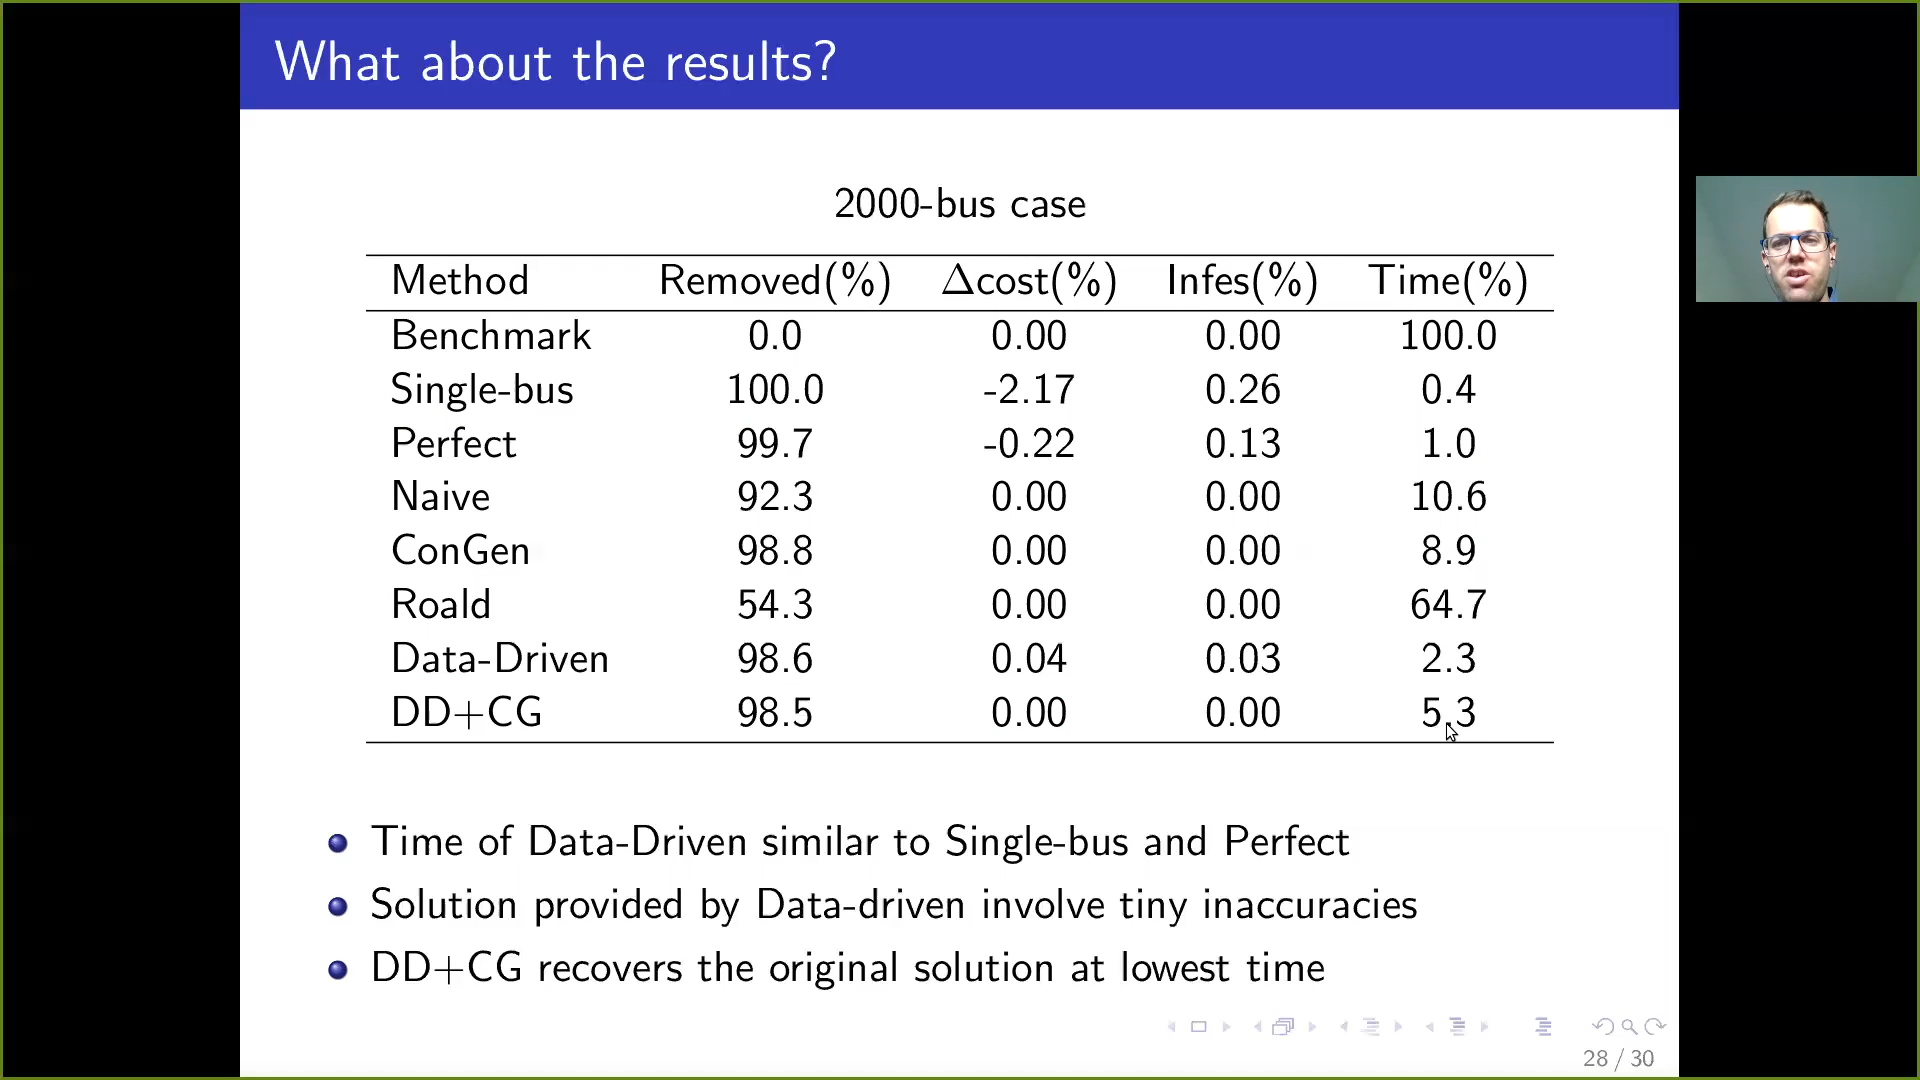 What about the results?
2000-bus case
Method Removed(%) Δcost(%) Infes(%) Time(%)
Benchmark 0.0 0.00 0.00 100.0
Single-bus 100.0 -2.17 0.26 0.4
Perfect 99.7 -0.22 0.13 1.0
Naive 92.3 0.00 0.00 10.6
ConGen 98.8 0.00 0.00 8.9
Roald 54.3 0.00 0.00 64.7
Data-Driven 98.6 0.04 0.03 2.3
DD+CG 98.5 0.00 0.00 5.3
Time of Data-Driven similar to Single-bus and Perfect
Solution provided by Data-driven involve tiny inaccuracies
DD+CG recovers the original solution at lowest time
28 / 30